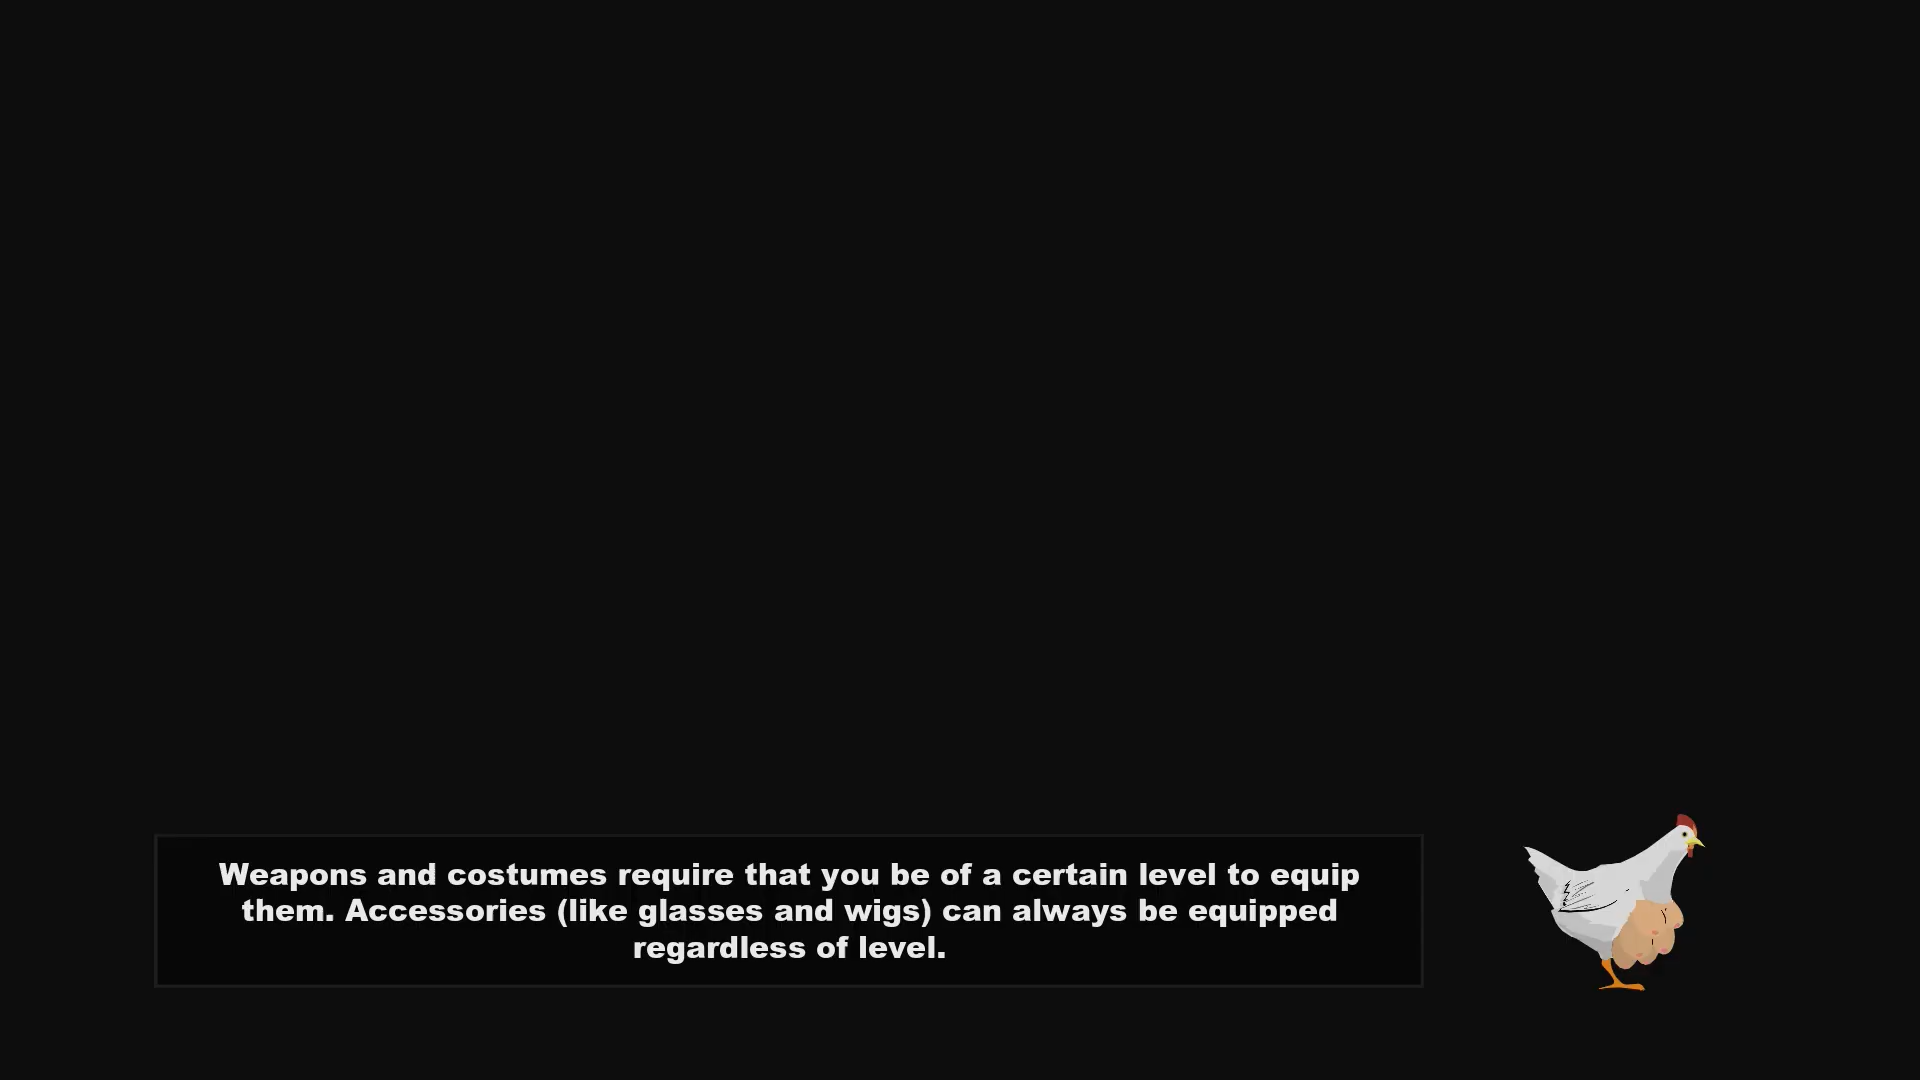 Weapons and costumes require that you be of a certain level to equip
them. Accessories (like glasses and wigs) can always be equipped
regardless of level.